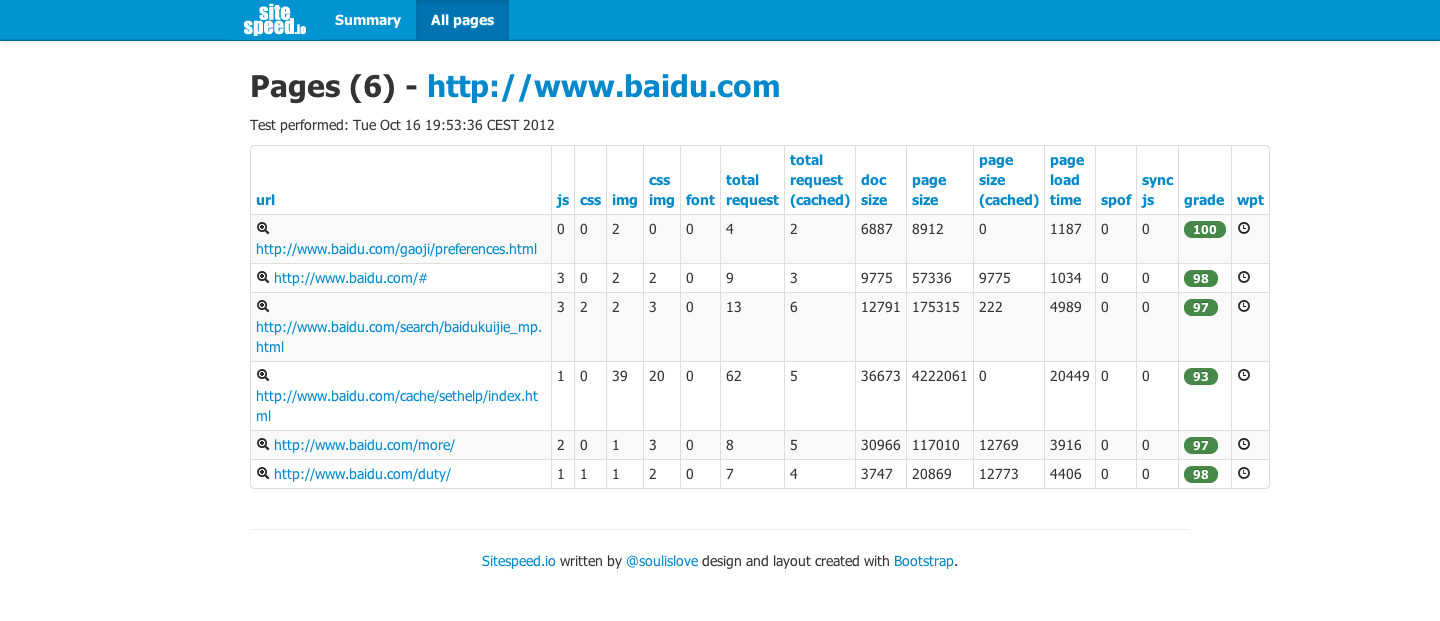 site
speed.io
Summary
All pages
Pages (6) - http://www.baidu.com
Test performed: Tue Oct 16 19:53:36 CEST 2012
url js css img css img font total request total request (cached) doc size page size page size (cached) page load time spof sync js grade wpt
http://www.baidu.com/gaoji/preferences.html 0 0 2 0 0 4 2 6887 8912 0 1187 0 0 100
http://www.baidu.com/# 3 0 2 2 0 9 3 9775 57336 9775 1034 0 0 98
http://www.baidu.com/search/baidukuijie_mp.html 3 2 2 3 0 13 6 12791 175315 222 4989 0 0 97
http://www.baidu.com/cache/sethelp/index.html 1 0 39 20 0 62 5 36673 4222061 0 20449 0 0 93
http://www.baidu.com/more/ 2 0 1 3 0 8 5 30966 117010 12769 3916 0 0 97
http://www.baidu.com/duty/ 1 1 1 2 0 7 4 3747 20869 12773 4406 0 0 98
Sitespeed.io written by @soulislove design and layout created with Bootstrap.